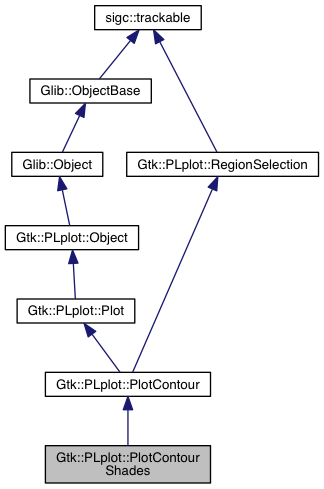 sigc::trackable
Glib::ObjectBase
Glib::Object
Gtk::PLplot::RegionSelection
Gtk::PLplot::Object
Gtk::PLplot::Plot
Gtk::PLplot::PlotContour
Gtk::PLplot::PlotContour
Shades